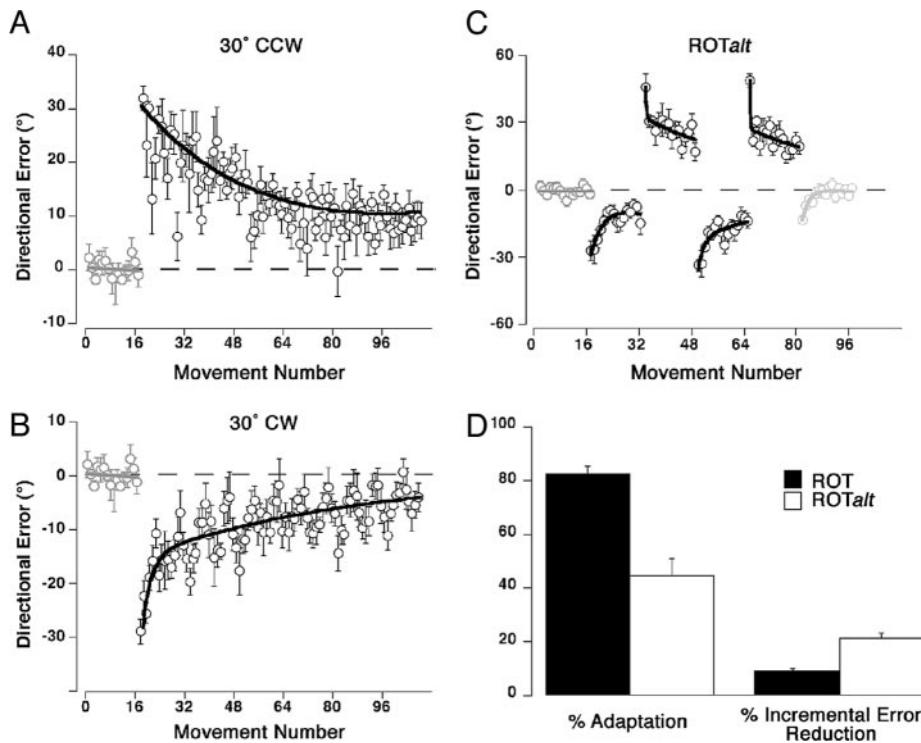 A
30° CCW
40
30
20
10
0
-10
Directional Error (°)
0 16 32 48 64 80 96
Movement Number
B
30° CW
10
0
-10
-20
-30
Directional Error (°)
0 16 32 48 64 80 96
Movement Number
C
ROTalt
60
30
0
-30
-60
Directional Error (°)
0 16 32 48 64 80 96
Movement Number
D
100
80
60
40
20
0
ROT
ROTalt
% Adaptation
% Incremental Error
Reduction